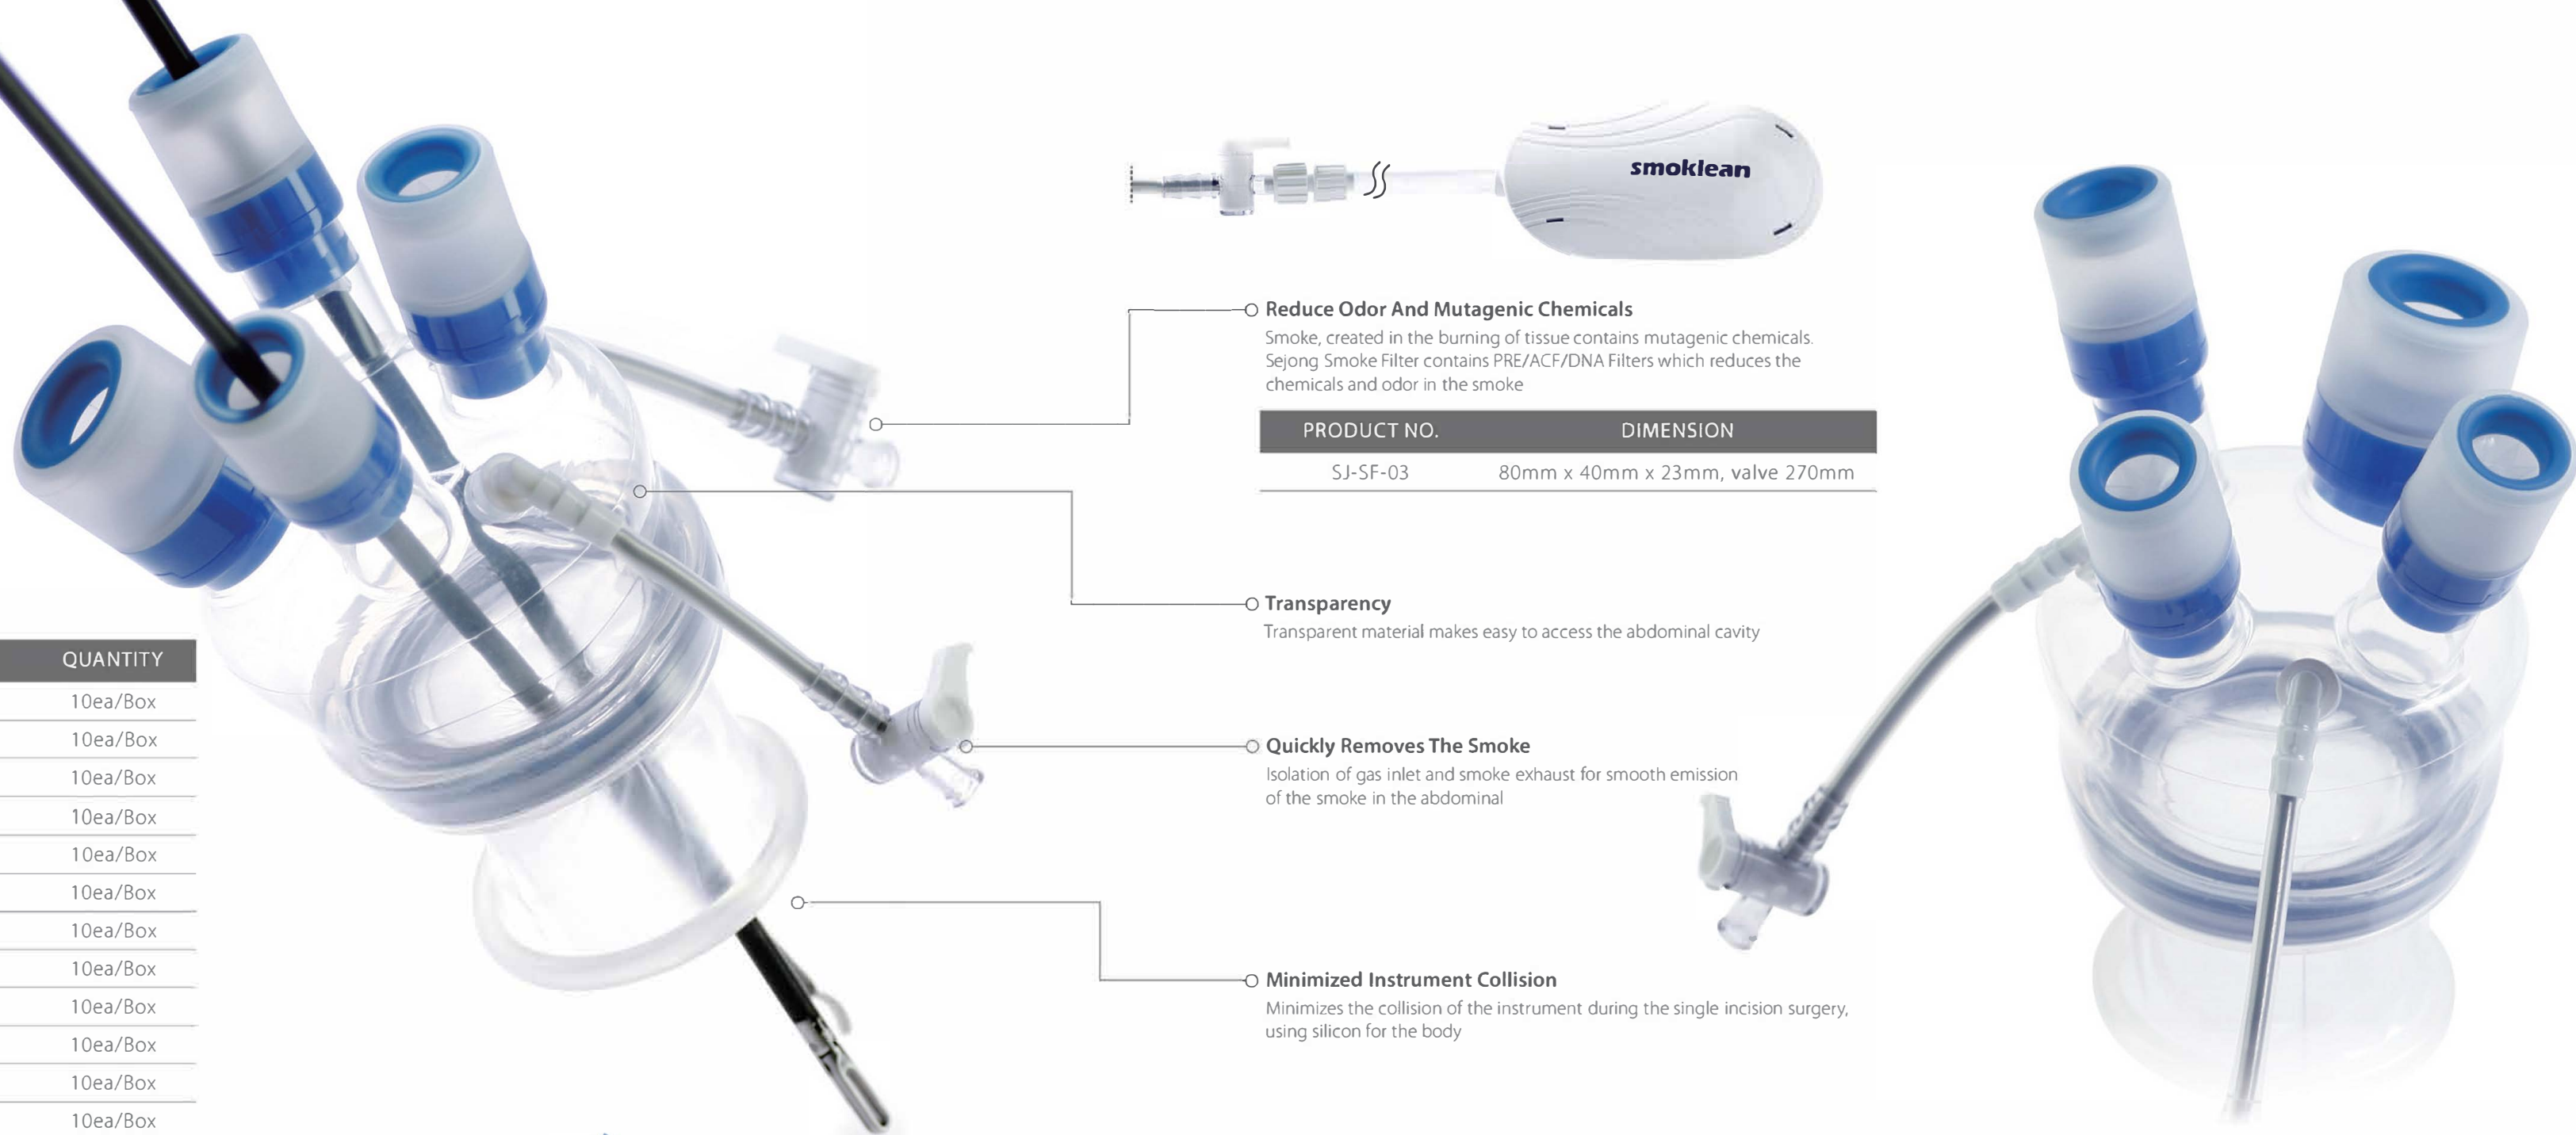 smoklean
Reduce Odor And Mutagenic Chemicals
Smoke, created in the burning of tissue contains mutagenic chemicals.
Sejong Smoke Filter contains PRE/ACF/DNA Filters which reduces the
chemicals and odor in the smoke
PRODUCT NO. DIMENSION
SJ-SF-03 80mm x 40mm x 23mm, valve 270mm
Transparency
Transparent material makes easy to access the abdominal cavity
Quickly Removes The Smoke
Isolation of gas inlet and smoke exhaust for smooth emission
of the smoke in the abdominal
Minimized Instrument Collision
Minimizes the collision of the instrument during the single incision surgery,
using silicon for the body
QUANTITY
10ea/Box
10ea/Box
10ea/Box
10ea/Box
10ea/Box
10ea/Box
10ea/Box
10ea/Box
10ea/Box
10ea/Box
10ea/Box
10ea/Box